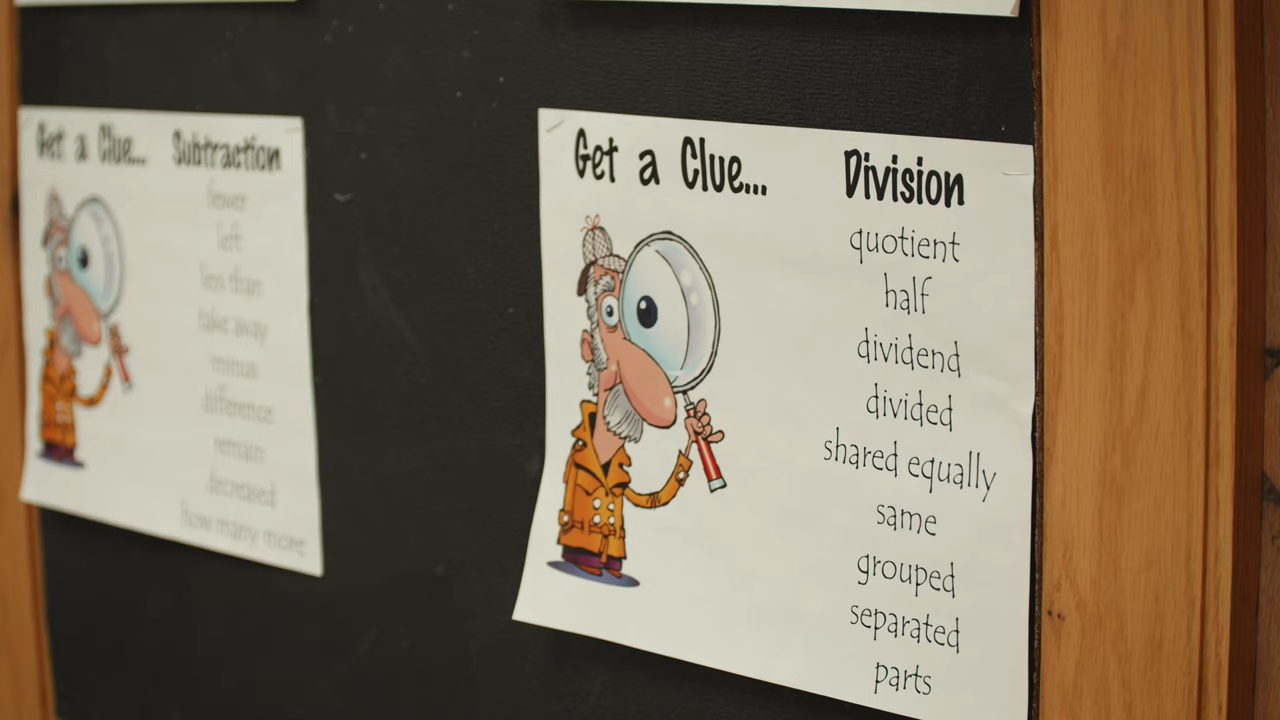 Get a Clue... Subtraction
fewer
left
less than
take away
minus
difference
remain
decreased
how many more
Get a Clue... Division
quotient
half
dividend
divided
shared equally
same
grouped
separated
parts